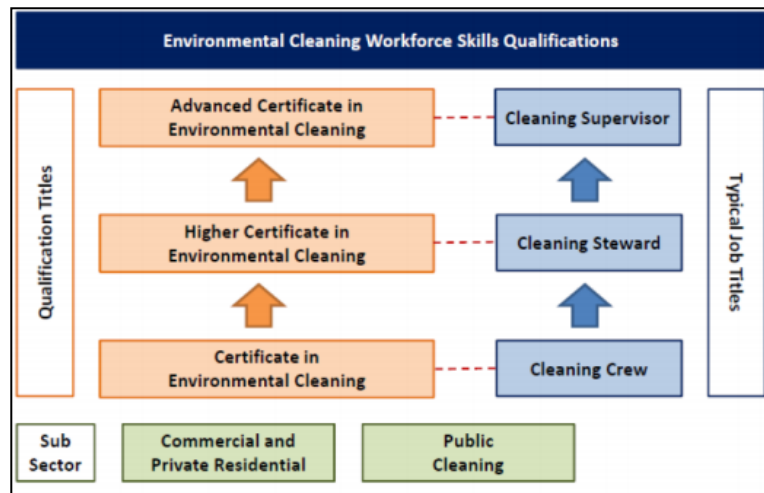 Environmental Cleaning Workforce Skills Qualifications
Qualification Titles
Advanced Certificate in
Environmental Cleaning
Cleaning Supervisor
Typical Job Titles
Higher Certificate in
Environmental Cleaning
Cleaning Steward
Certificate in
Environmental Cleaning
Cleaning Crew
Sub
Sector
Commercial and
Private Residential
Public
Cleaning